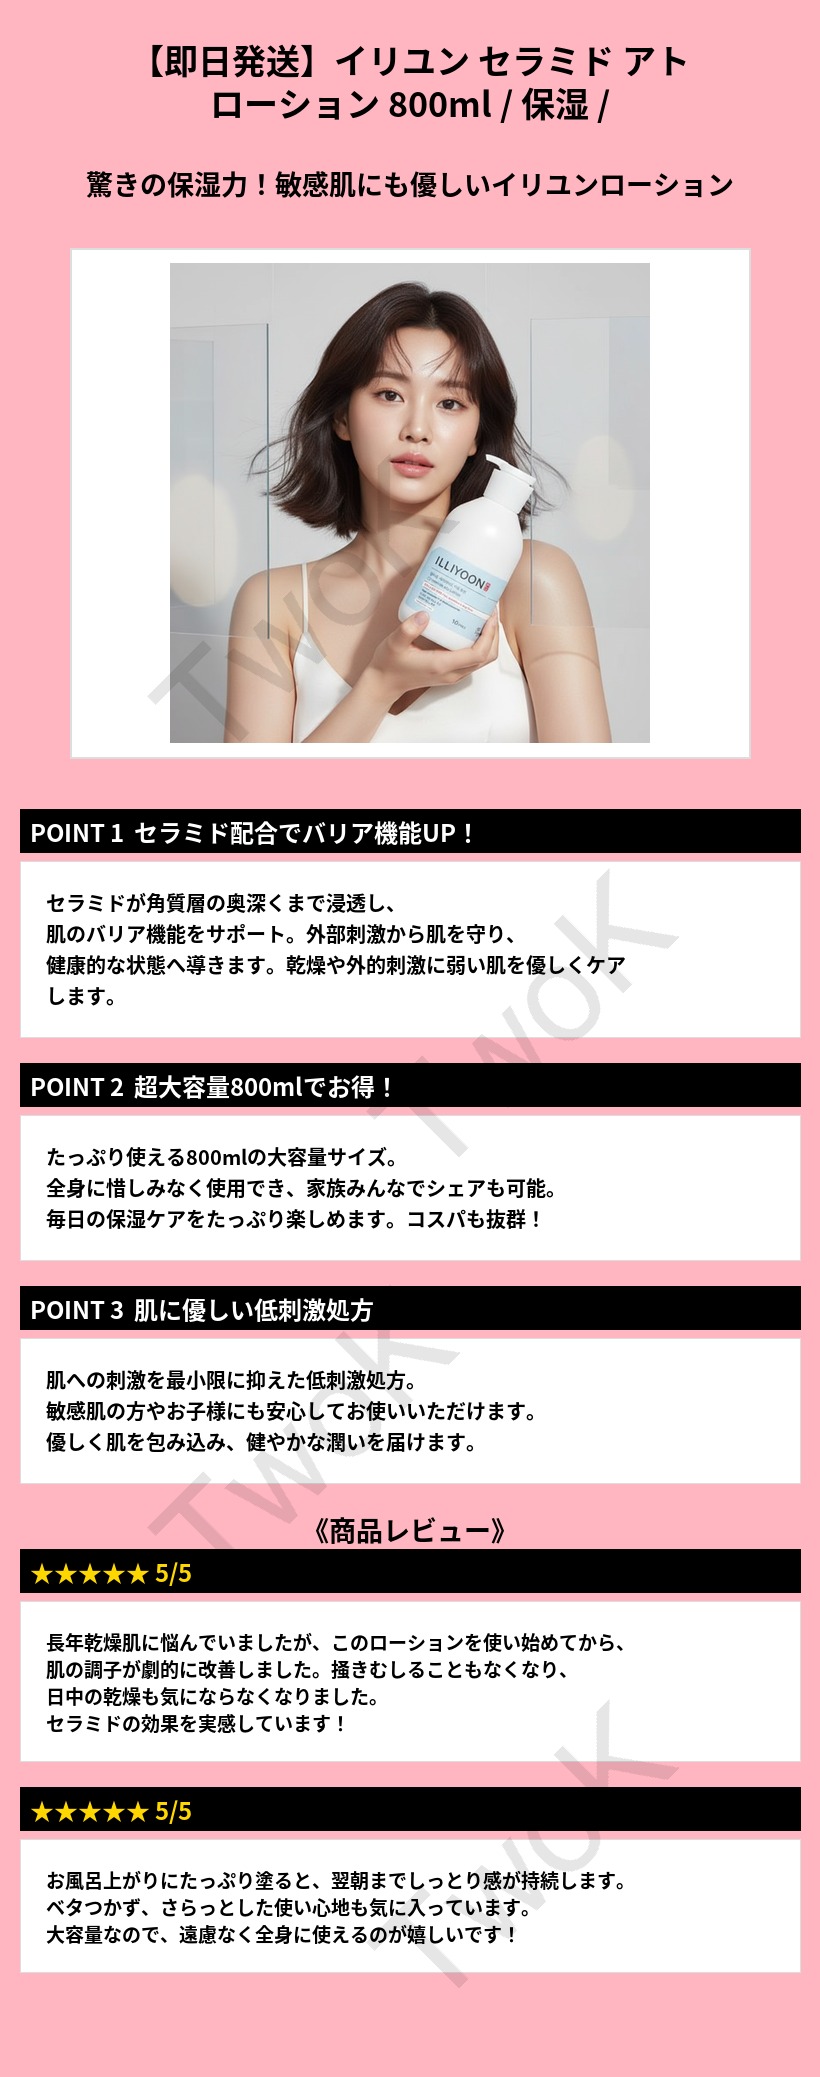 【即日発送】イリユン セラミド アト
ローション 800ml / 保湿 /
驚きの保湿力！敏感肌にも優しいイリユンローション
ILLIYOON
TwoK
POINT 1 セラミド配合でバリア機能UP！
セラミドが角質層の奥深くまで浸透し、
肌のバリア機能をサポート。外部刺激から肌を守り、
健康的な状態へ導きます。乾燥や外的刺激に弱い肌を優しくケア
します。
TwoK
POINT 2 超大容量800mlでお得！
たっぷり使える800mlの大容量サイズ。
全身に惜しみなく使用でき、家族みんなでシェアも可能。
毎日の保湿ケアをたっぷり楽しめます。コスパも抜群！
POINT 3 肌に優しい低刺激処方
肌への刺激を最小限に抑えた低刺激処方。
敏感肌の方やお子様にも安心してお使いいただけます。
優しく肌を包み込み、健やかな潤いを届けます。
TwoK
《商品レビュー》
★★★★★ 5/5
長年乾燥肌に悩んでいましたが、このローションを使い始めてから、
肌の調子が劇的に改善しました。掻きむしることもなくなり、
日中の乾燥も気にならなくなりました。
セラミドの効果を実感しています！
★★★★★ 5/5
お風呂上がりにたっぷり塗ると、翌朝までしっとり感が持続します。
ベタつかず、さらっとした使い心地も気に入っています。
大容量なので、遠慮なく全身に使えるのが嬉しいです！
TwoK